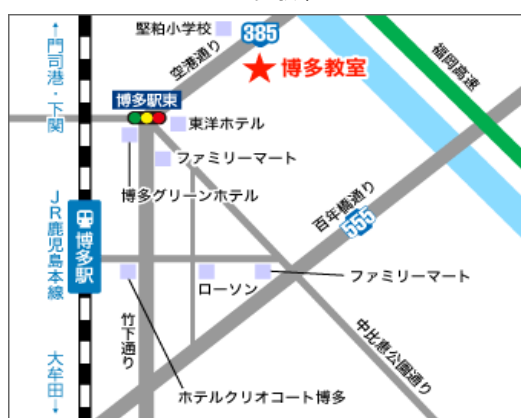 堅粕小学校
385
←門司港・下関
空港通り
博多教室
福岡高速
博多駅東
東洋ホテル
ファミリーマート
博多グリーンホテル
百年橋通り
555
JR鹿児島本線
博多駅
ローソン
ファミリーマート
竹下通り
中比恵公園通り
大牟田→
ホテルクリオコート博多